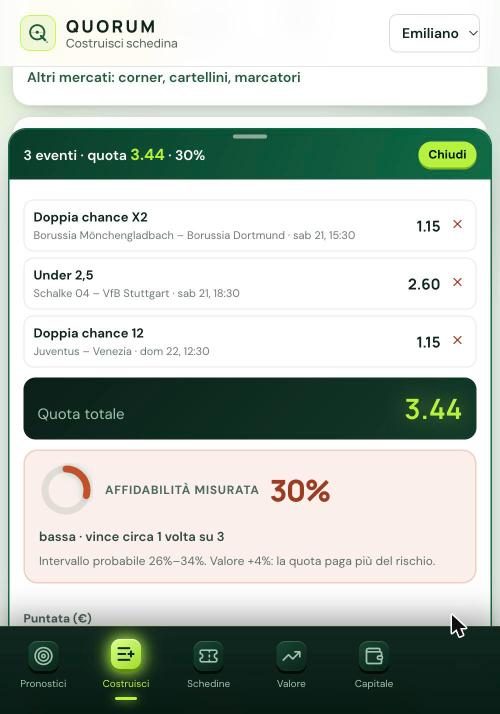 QUORUM
Costruisci schedina
Emiliano
Altri mercati: corner, cartellini, marcatori
3 eventi · quota 3.44 · 30%
Chiudi
Doppia chance X2
Borussia Mönchengladbach – Borussia Dortmund · sab 21, 15:30
1.15 ×
Under 2,5
Schalke 04 – VfB Stuttgart · sab 21, 18:30
2.60 ×
Doppia chance 12
Juventus – Venezia · dom 22, 12:30
1.15 ×
Quota totale
3.44
AFFIDABILITÀ MISURATA 30%
bassa · vince circa 1 volta su 3
Intervallo probabile 26%–34%. Valore +4%: la quota paga più del rischio.
Puntata (€)
Pronostici
Costruisci
Schedine
Valore
Capitale